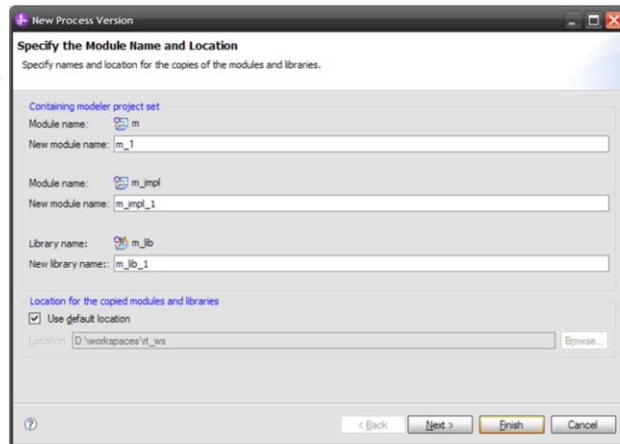 New Process Version
Specify the Module Name and Location
Specify names and location for the copies of the modules and libraries.
Containing modeler project set
Module name: m
New module name: m_1
Module name: m_impl
New module name: m_impl_1
Library name: m_lib
New library name:: m_lib_1
Location for the copied modules and libraries
Use default location
Location: D:\workspaces\rt_ws Browse...
< Back Next > Finish Cancel